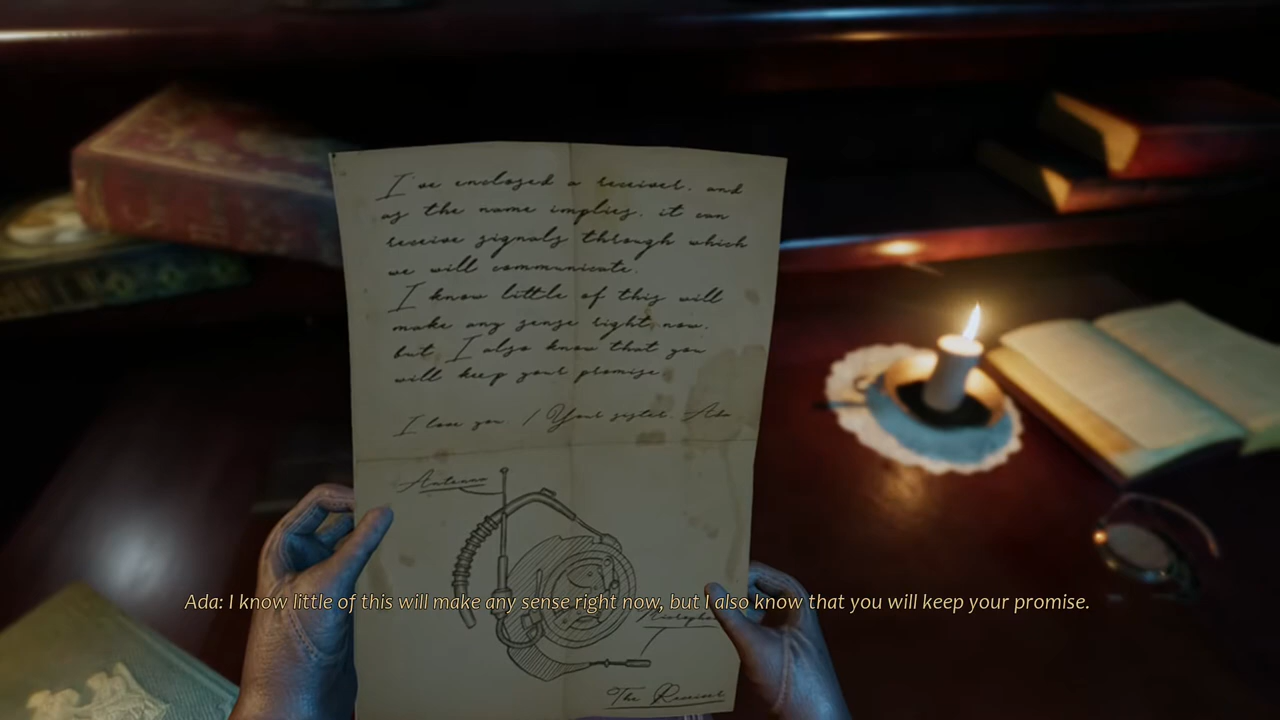 I've enclosed a receiver, and
as the name implies, it can
receive signals through which
we will communicate.
I know little of this will
make any sense right now,
but I also know that you
will keep your promise.
I love you / Your sister, Ada
Antenna
Ada: I know little of this will make any sense right now, but I also know that you will keep your promise.
Microphone
The Receiver